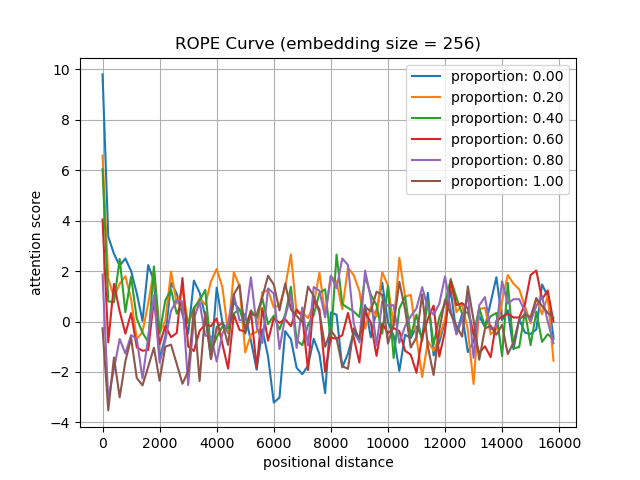 ROPE Curve (embedding size = 256)
10
8
6
4
2
0
−2
−4
attention score
proportion: 0.00
proportion: 0.20
proportion: 0.40
proportion: 0.60
proportion: 0.80
proportion: 1.00
0 2000 4000 6000 8000 10000 12000 14000 16000
positional distance